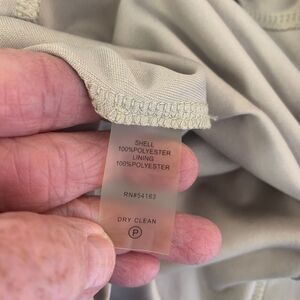 SHELL
100%POLYESTER
LINING
100%POLYESTER
RN#54163
DRY CLEAN
P